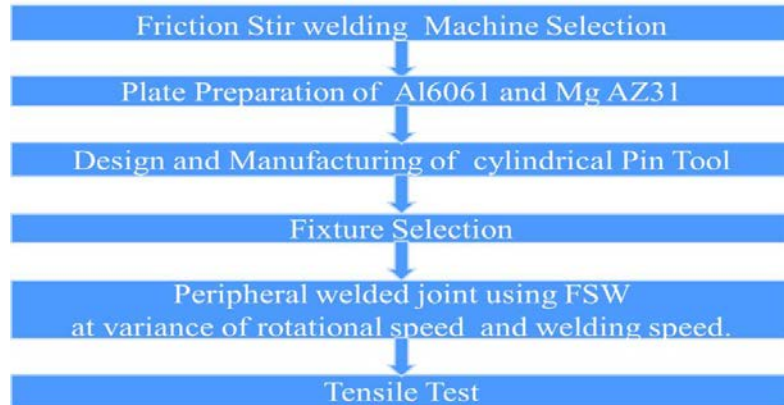 Friction Stir welding Machine Selection
Plate Preparation of Al6061 and Mg AZ31
Design and Manufacturing of cylindrical Pin Tool
Fixture Selection
Peripheral welded joint using FSW
at variance of rotational speed and welding speed.
Tensile Test